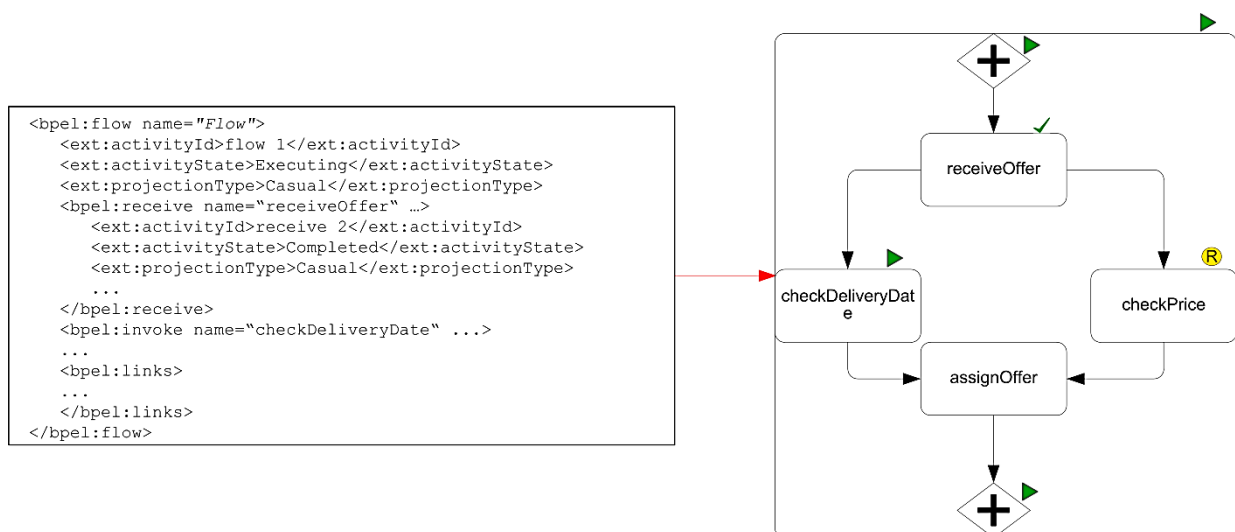 <bpel:flow name="Flow">
<ext:activityId>flow 1</ext:activityId>
<ext:activityState>Executing</ext:activityState>
<ext:projectionType>Casual</ext:projectionType>
<bpel:receive name=“receiveOffer“ …>
<ext:activityId>receive 2</ext:activityId>
<ext:activityState>Completed</ext:activityState>
<ext:projectionType>Casual</ext:projectionType>
...
</bpel:receive>
<bpel:invoke name=“checkDeliveryDate“ ...>
...
<bpel:links>
...
</bpel:links>
</bpel:flow>
receiveOffer
checkDeliveryDat
e
R
checkPrice
assignOffer